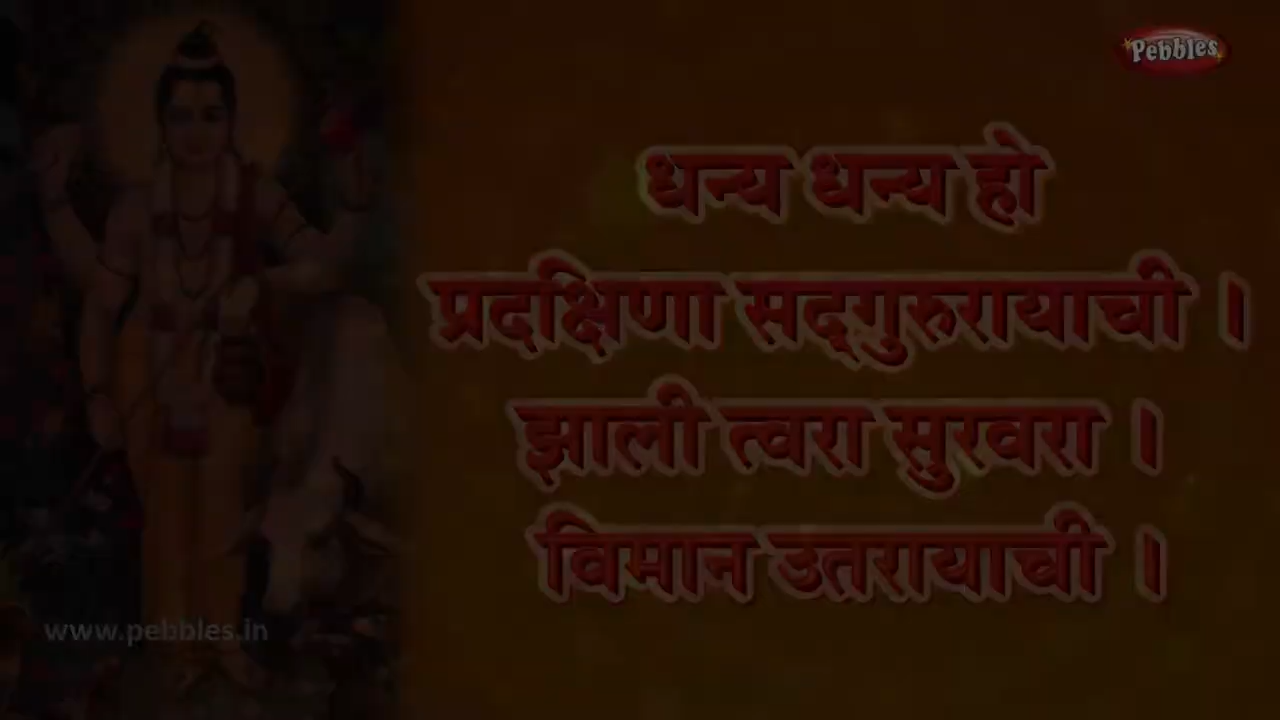 Pebbles
धन्य धन्य हो
प्रदक्षिणा सद्‌गुरुरायाची ।
झाली त्वरा सुरवरा ।
विमान उतरायाची ।
www.pebbles.in